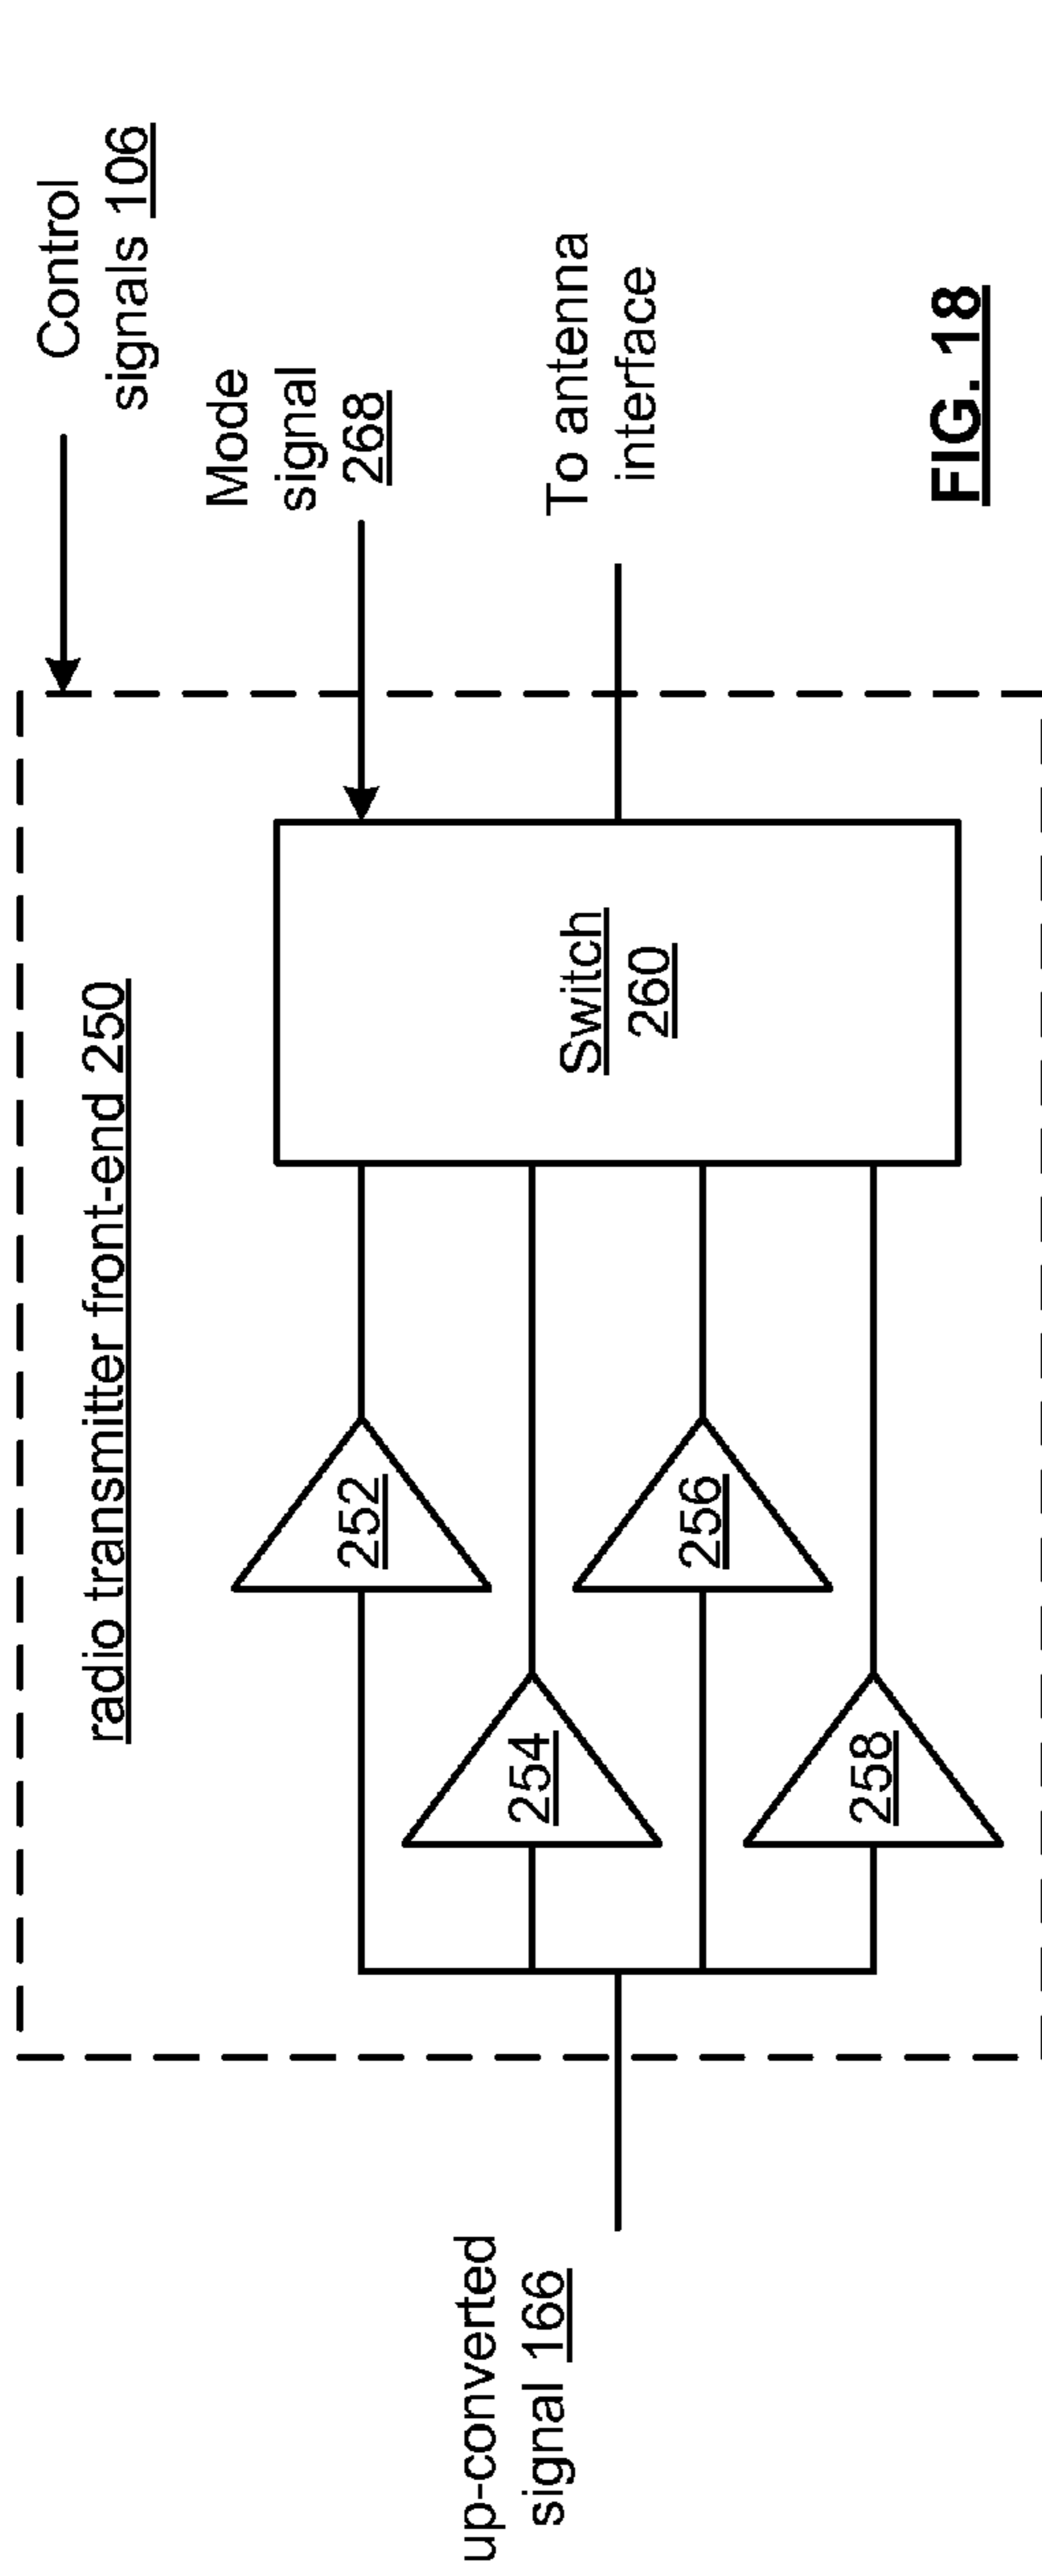 Control
signals 106
radio transmitter front-end 250
Mode
signal
268
252
254
Switch
260
up-converted
signal 166
To antenna
interface
256
258
FIG. 18